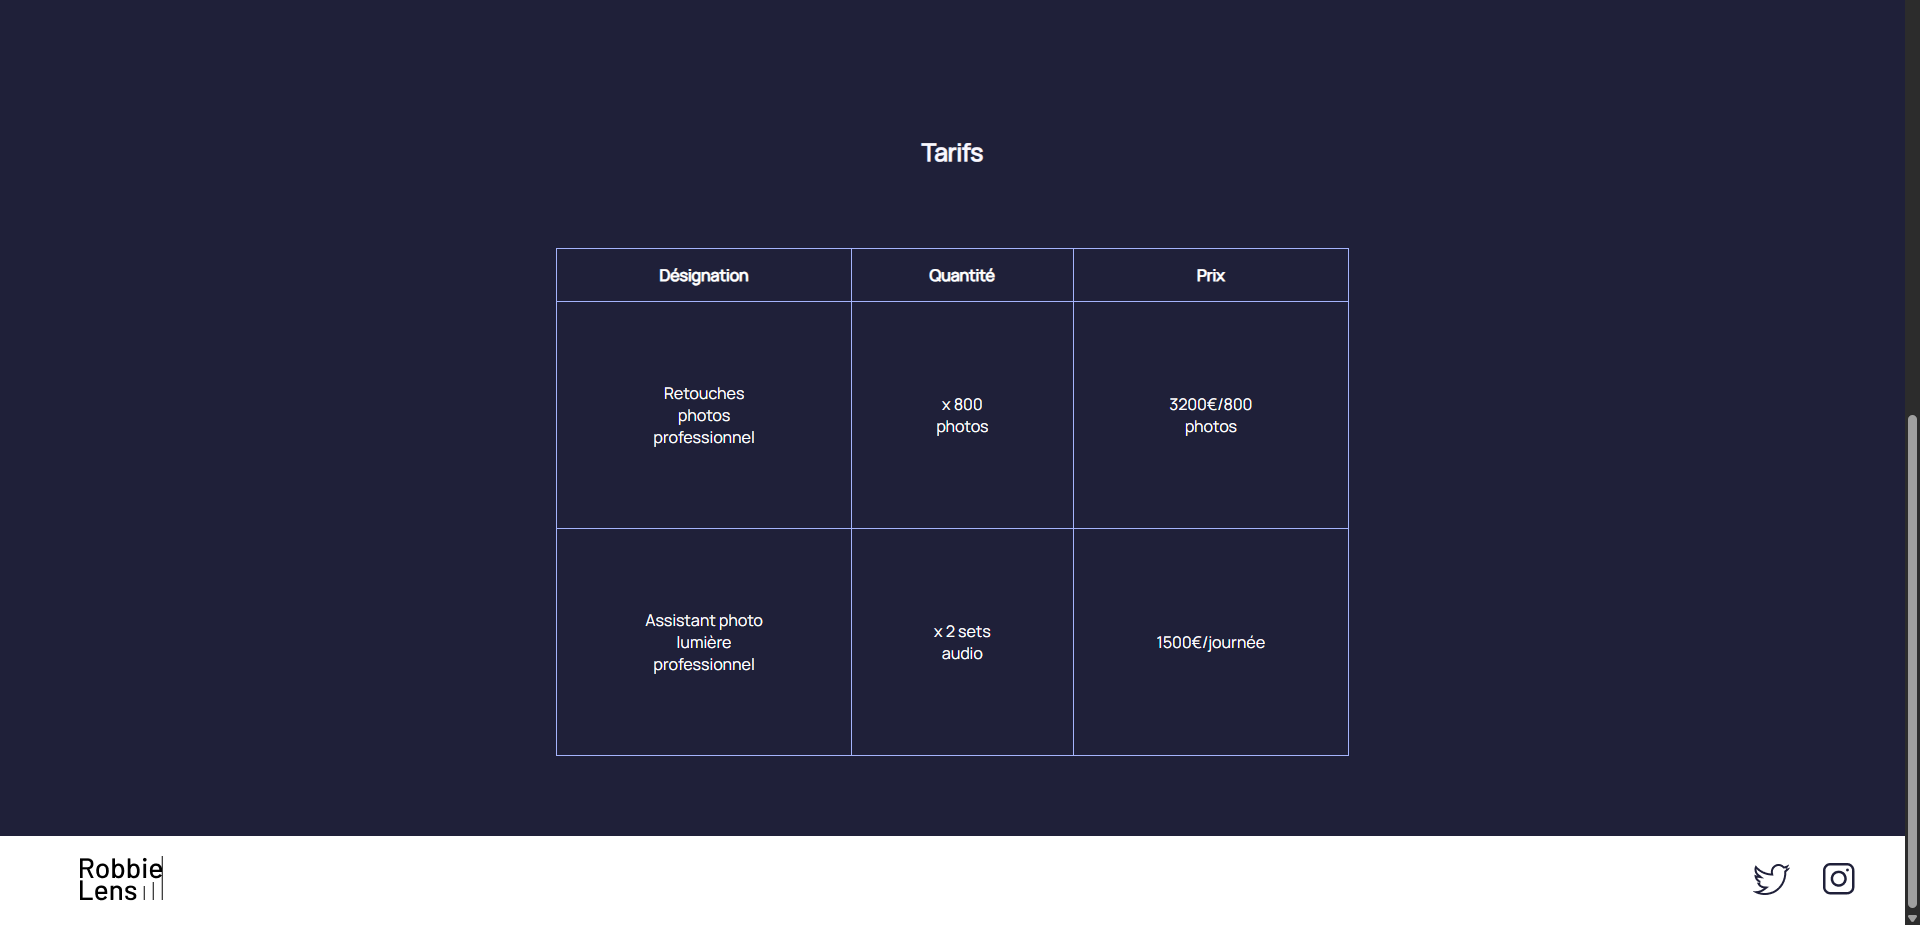 Tarifs
Désignation
Quantité
Prix
Retouches
photos
professionnel
x 800
photos
3200€/800
photos
Assistant photo
lumière
professionnel
x 2 sets
audio
1500€/journée
Robbie
Lens